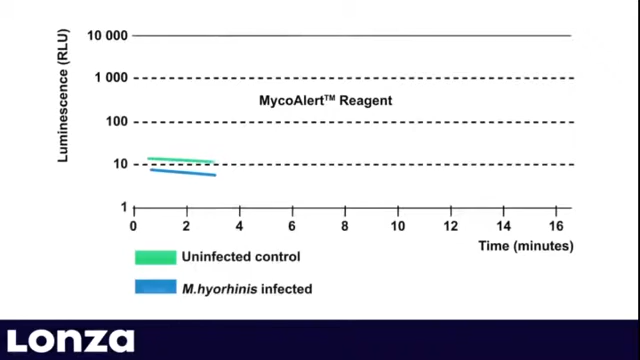 Luminescence (RLU)
10 000
1 000
100
10
1
MycoAlert™ Reagent
0 2 4 6 8 10 12 14 16
Time (minutes)
Uninfected control
M.hyorhinis infected
Lonza